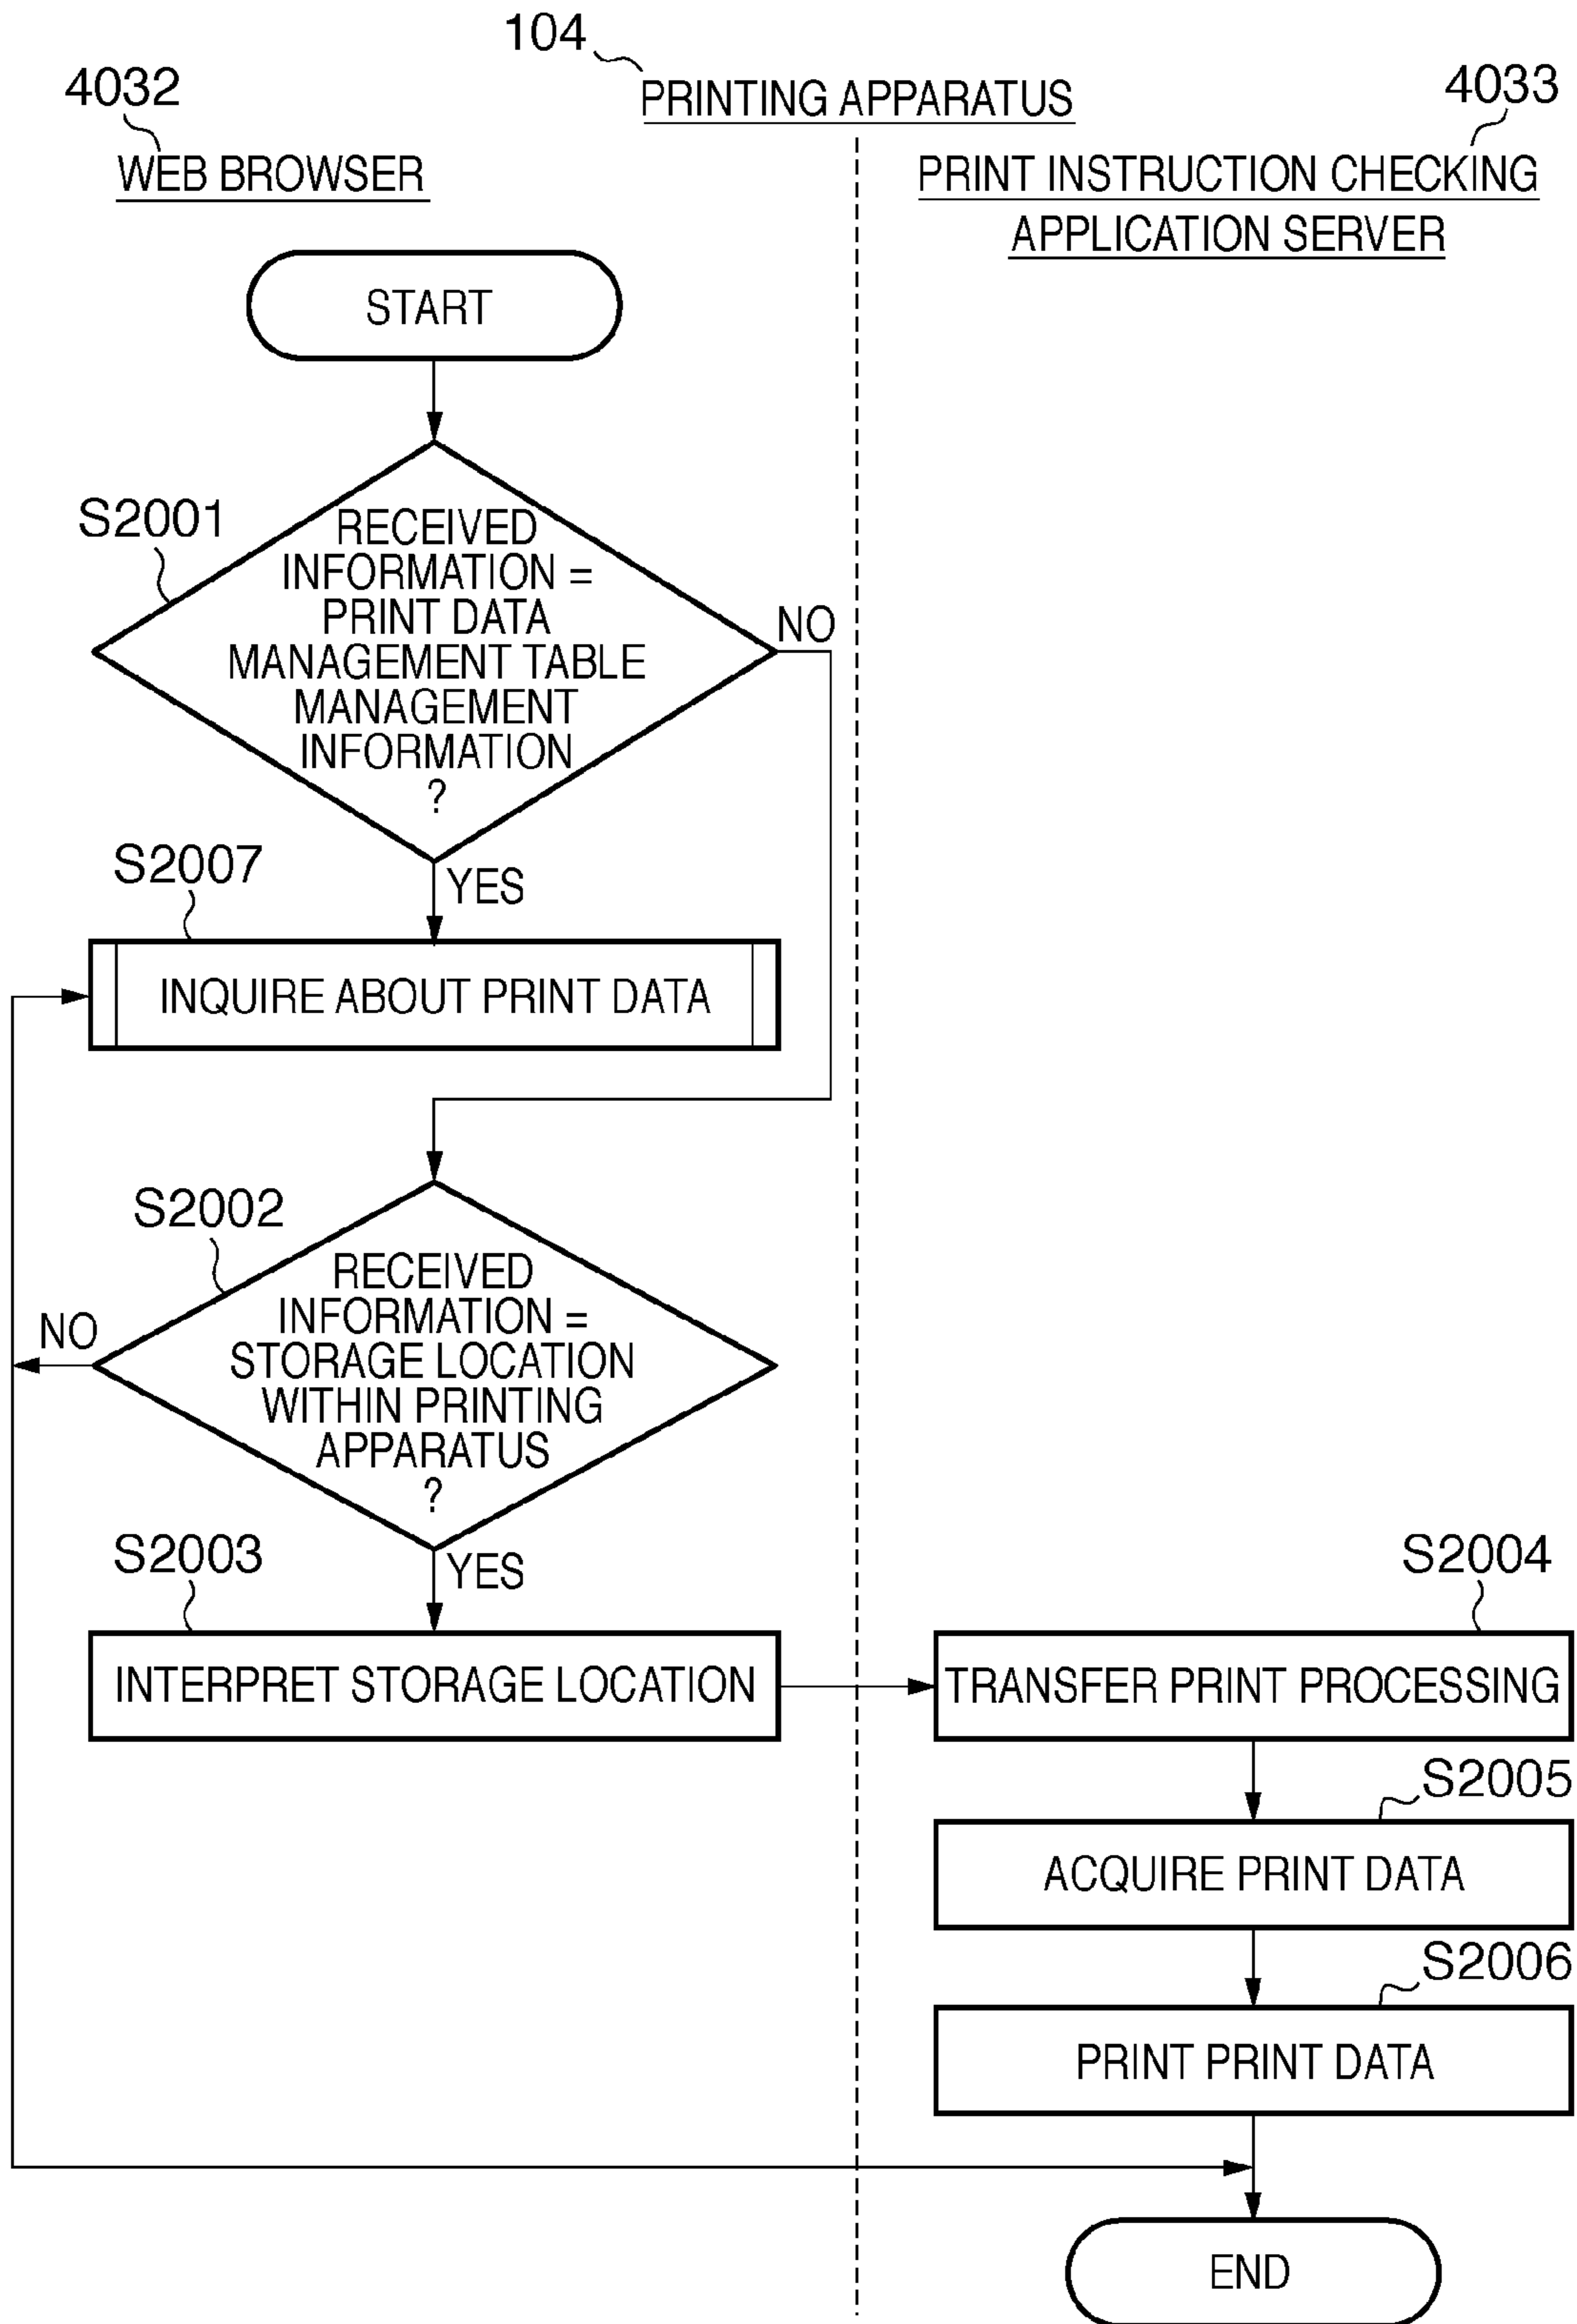 104
PRINTING APPARATUS
4032
WEB BROWSER
4033
PRINT INSTRUCTION CHECKING
APPLICATION SERVER
START
S2001
RECEIVED
INFORMATION =
PRINT DATA
MANAGEMENT TABLE
MANAGEMENT
INFORMATION
?
NO
YES
S2007
INQUIRE ABOUT PRINT DATA
S2002
RECEIVED
INFORMATION =
STORAGE LOCATION
WITHIN PRINTING
APPARATUS
?
NO
YES
S2003
INTERPRET STORAGE LOCATION
S2004
TRANSFER PRINT PROCESSING
S2005
ACQUIRE PRINT DATA
S2006
PRINT PRINT DATA
END